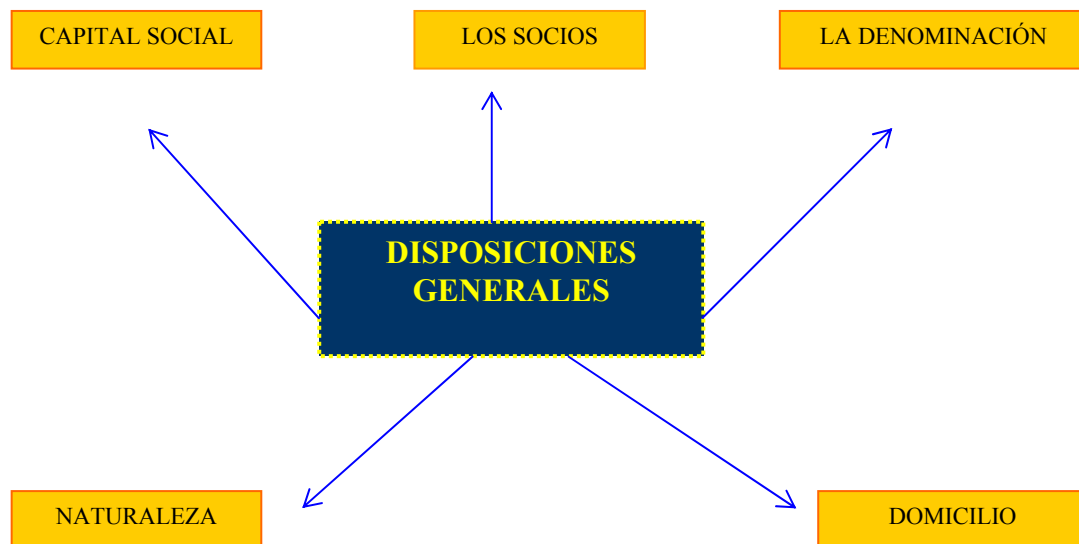 CAPITAL SOCIAL
LOS SOCIOS
LA DENOMINACIÓN
DISPOSICIONES
GENERALES
NATURALEZA
DOMICILIO